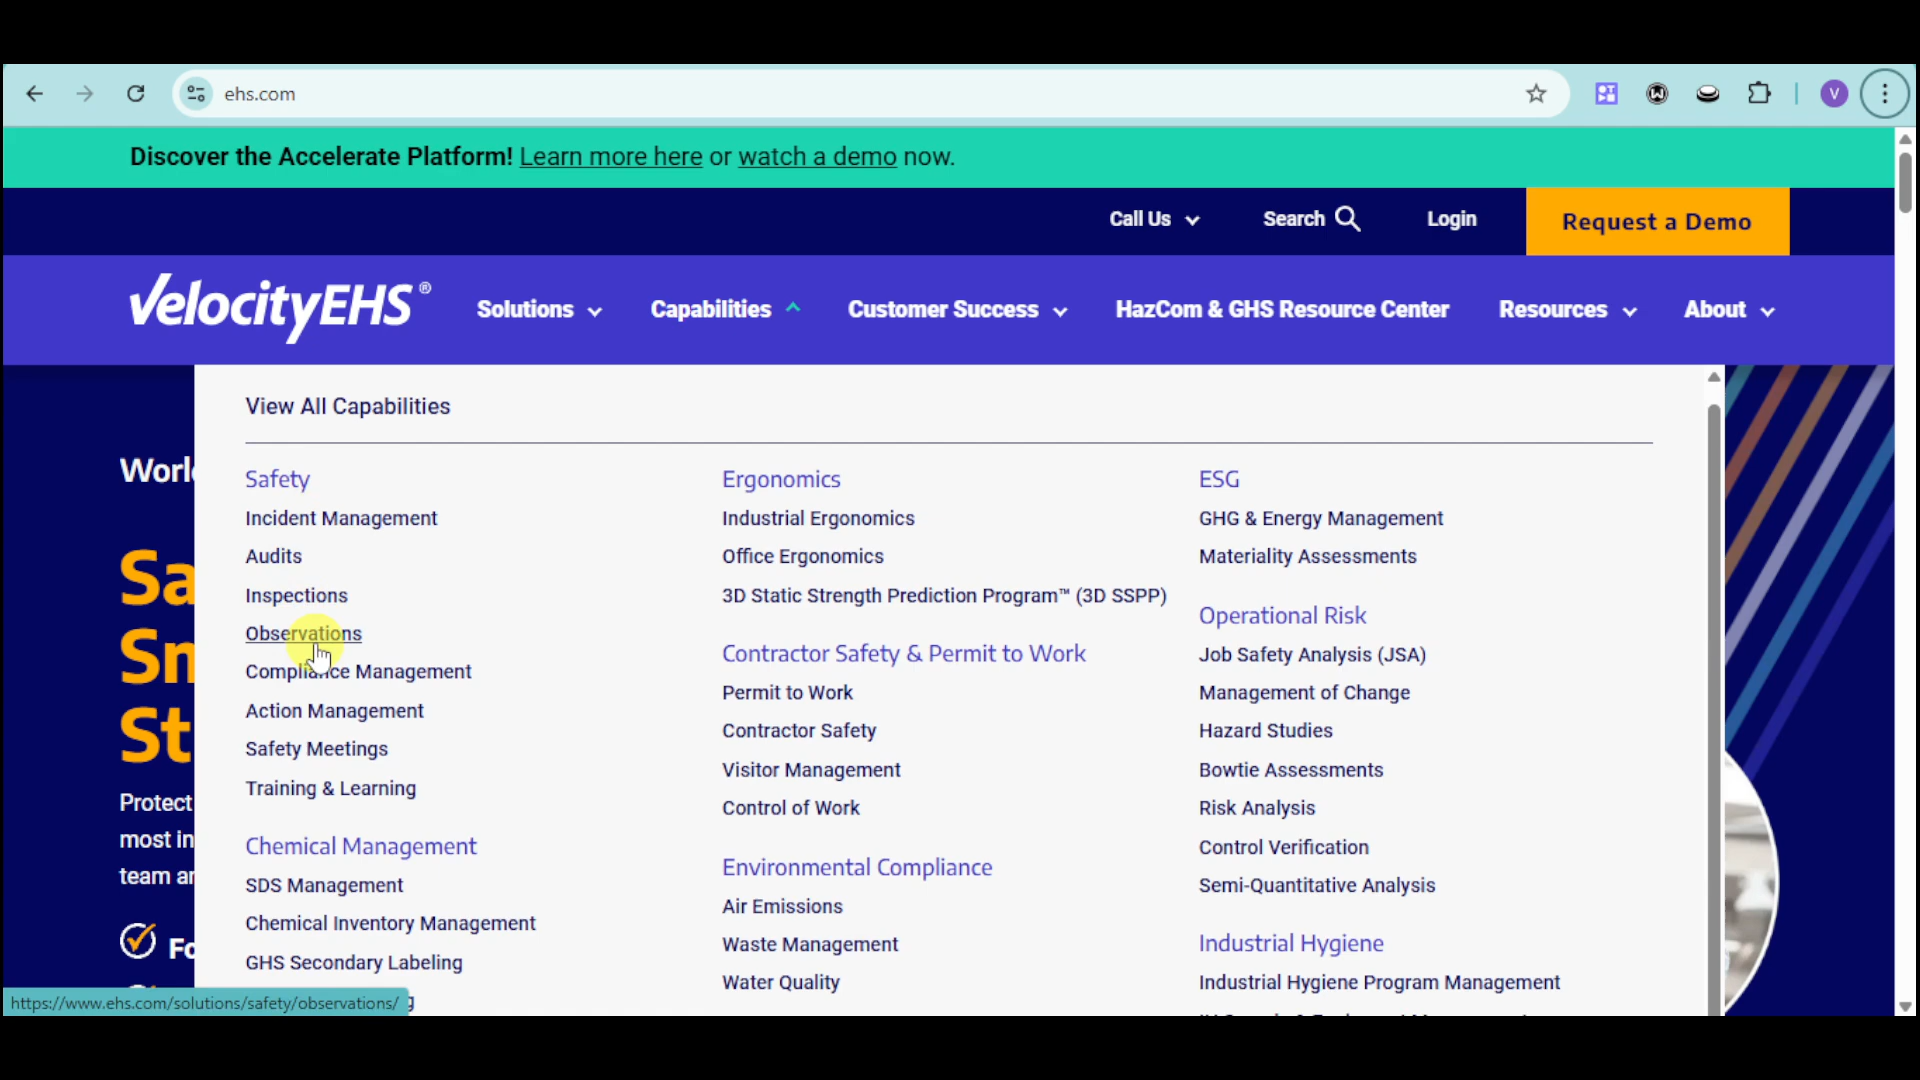 ehs.com
V
Discover the Accelerate Platform! Learn more here or watch a demo now.
Call Us
Search
Login
Request a Demo
VelocityEHS®
Solutions
Capabilities
Customer Success
HazCom & GHS Resource Center
Resources
About
View All Capabilities
Safety
Incident Management
Audits
Inspections
Observations
Compliance Management
Action Management
Safety Meetings
Training & Learning
Chemical Management
SDS Management
Chemical Inventory Management
GHS Secondary Labeling
Ergonomics
Industrial Ergonomics
Office Ergonomics
3D Static Strength Prediction Program™ (3D SSPP)
Contractor Safety & Permit to Work
Permit to Work
Contractor Safety
Visitor Management
Control of Work
Environmental Compliance
Air Emissions
Waste Management
Water Quality
ESG
GHG & Energy Management
Materiality Assessments
Operational Risk
Job Safety Analysis (JSA)
Management of Change
Hazard Studies
Bowtie Assessments
Risk Analysis
Control Verification
Semi-Quantitative Analysis
Industrial Hygiene
Industrial Hygiene Program Management
Sa
Sn
St
Protect
most in
team
https://www.ehs.com/solutions/safety/observations/